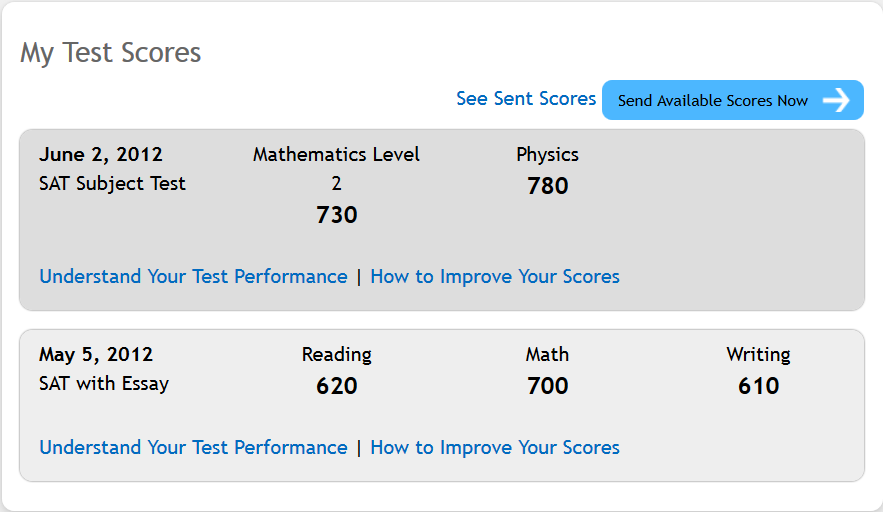 My Test Scores
See Sent Scores Send Available Scores Now
June 2, 2012 Mathematics Level Physics
SAT Subject Test 2 780
730
Understand Your Test Performance | How to Improve Your Scores
May 5, 2012 Reading Math Writing
SAT with Essay 620 700 610
Understand Your Test Performance | How to Improve Your Scores